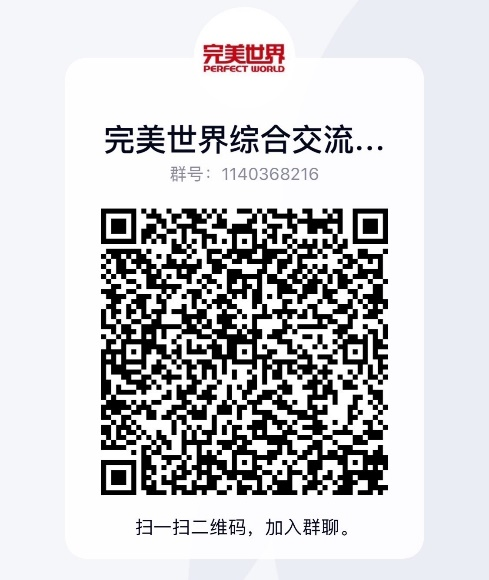 完美世界
PERFECT WORLD
完美世界综合交流...
群号：1140368216
扫一扫二维码，加入群聊。